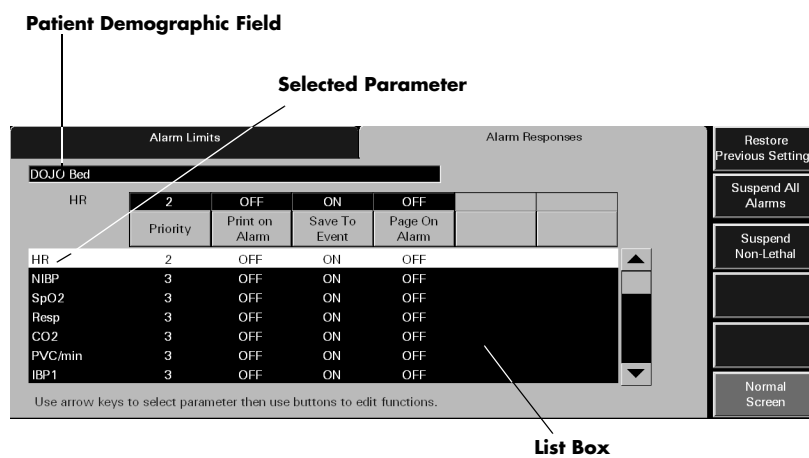 Patient Demographic Field
Selected Parameter
Alarm Limits
Alarm Responses
DOJO Bed
HR 2 OFF ON OFF
Priority Print on Alarm Save To Event Page On Alarm
HR 2 OFF ON OFF
NIBP 3 OFF ON OFF
SpO2 3 OFF ON OFF
Resp 3 OFF ON OFF
CO2 3 OFF ON OFF
PVC/min 3 OFF ON OFF
IBP1 3 OFF ON OFF
Use arrow keys to select parameter then use buttons to edit functions.
Restore
Previous Setting
Suspend All
Alarms
Suspend
Non-Lethal
Normal
Screen
List Box